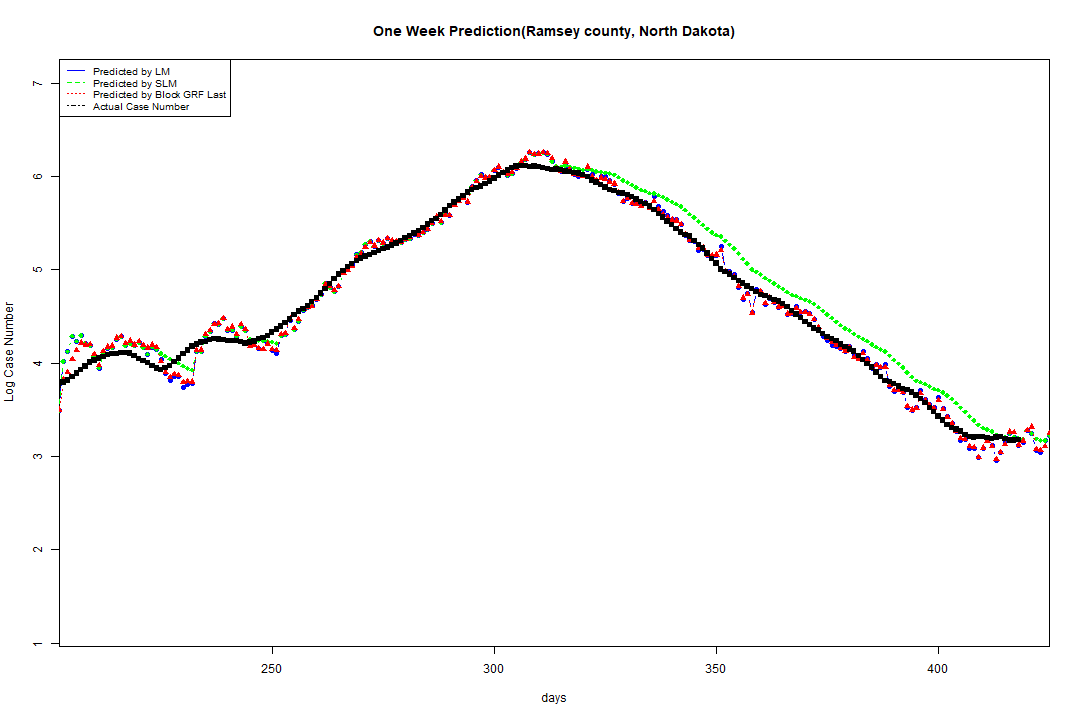 One Week Prediction(Ramsey county, North Dakota)
Predicted by LM
Predicted by SLM
Predicted by Block GRF Last
Actual Case Number
7
6
5
4
3
2
1
Log Case Number
250
300
350
400
days